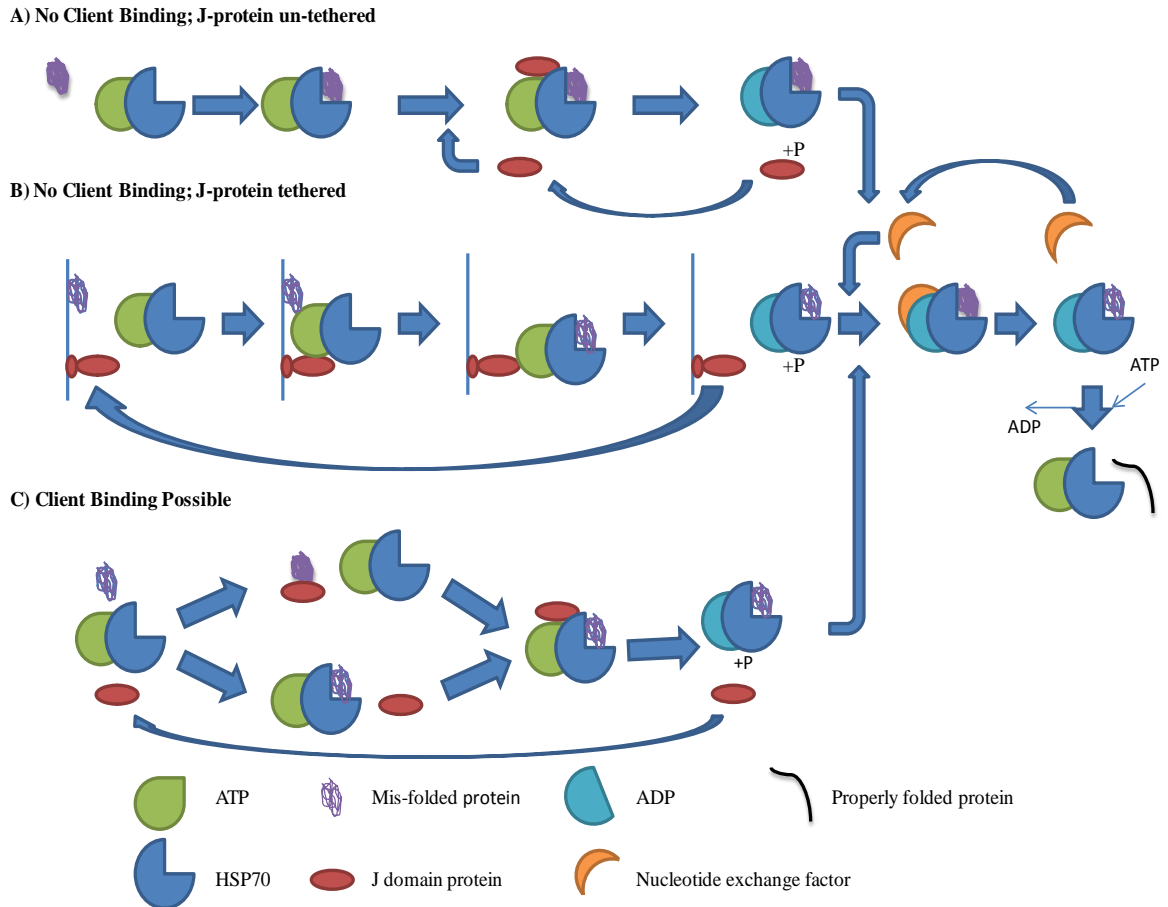 A) No Client Binding; J-protein un-tethered
+P
B) No Client Binding; J-protein tethered
+P
ATP
ADP
C) Client Binding Possible
+P
ATP
Mis-folded protein
ADP
Properly folded protein
HSP70
J domain protein
Nucleotide exchange factor